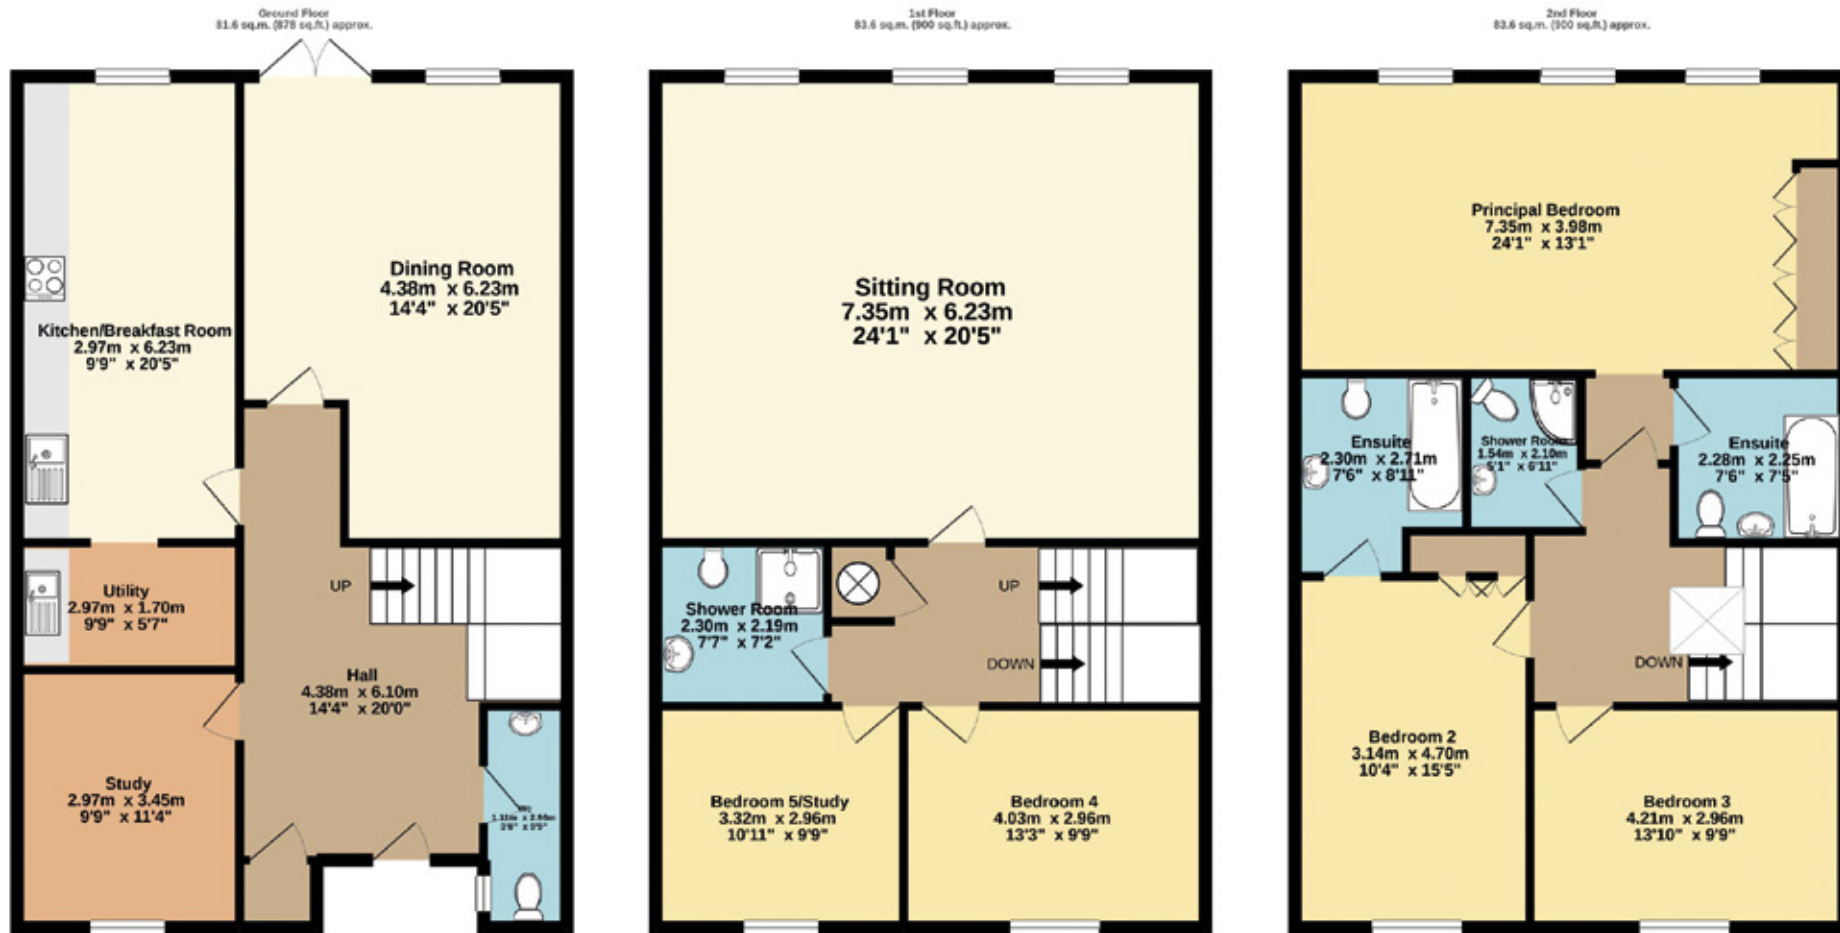 Ground Floor
81.6 sq.m. (878 sq.ft.) approx.
Kitchen/Breakfast Room
2.97m x 6.23m
9'9" x 20'5"
Dining Room
4.38m x 6.23m
14'4" x 20'5"
Utility
2.97m x 1.70m
9'9" x 5'7"
UP
Hall
4.38m x 6.10m
14'4" x 20'0"
Study
2.97m x 3.45m
9'9" x 11'4"
1st Floor
83.6 sq.m. (900 sq.ft.) approx.
Sitting Room
7.35m x 6.23m
24'1" x 20'5"
Shower Room
2.30m x 2.19m
7'7" x 7'2"
UP
DOWN
Bedroom 5/Study
3.32m x 2.96m
10'11" x 9'9"
Bedroom 4
4.03m x 2.96m
13'3" x 9'9"
2nd Floor
83.6 sq.m. (900 sq.ft.) approx.
Principal Bedroom
7.35m x 3.98m
24'1" x 13'1"
Ensuite
2.30m x 2.71m
7'6" x 8'11"
Shower Room
1.54m x 2.10m
5'1" x 6'11"
Ensuite
2.28m x 2.25m
7'6" x 7'5"
DOWN
Bedroom 2
3.14m x 4.70m
10'4" x 15'5"
Bedroom 3
4.21m x 2.96m
13'10" x 9'9"